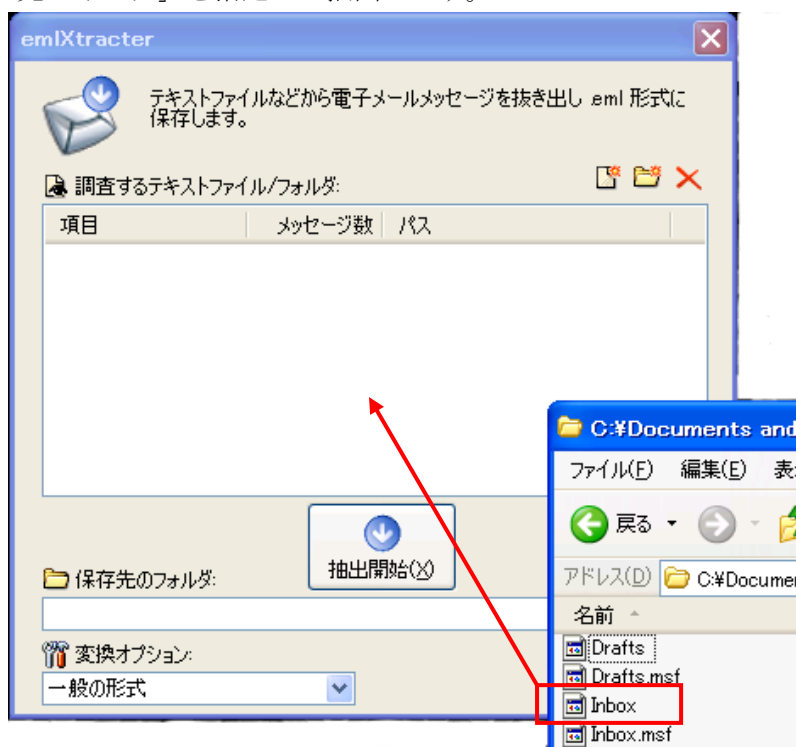 emlXtracter
テキストファイルなどから電子メールメッセージを抜き出し .eml 形式に
保存します。
調査するテキストファイル/フォルダ:
項目 メッセージ数 パス
抽出開始(X)
保存先のフォルダ:
変換オプション:
一般の形式
C:¥Documents and
ファイル(F) 編集(E)
戻る
アドレス(D) C:¥Docume
名前
Drafts
Drafts.msf
Inbox
Inbox.msf